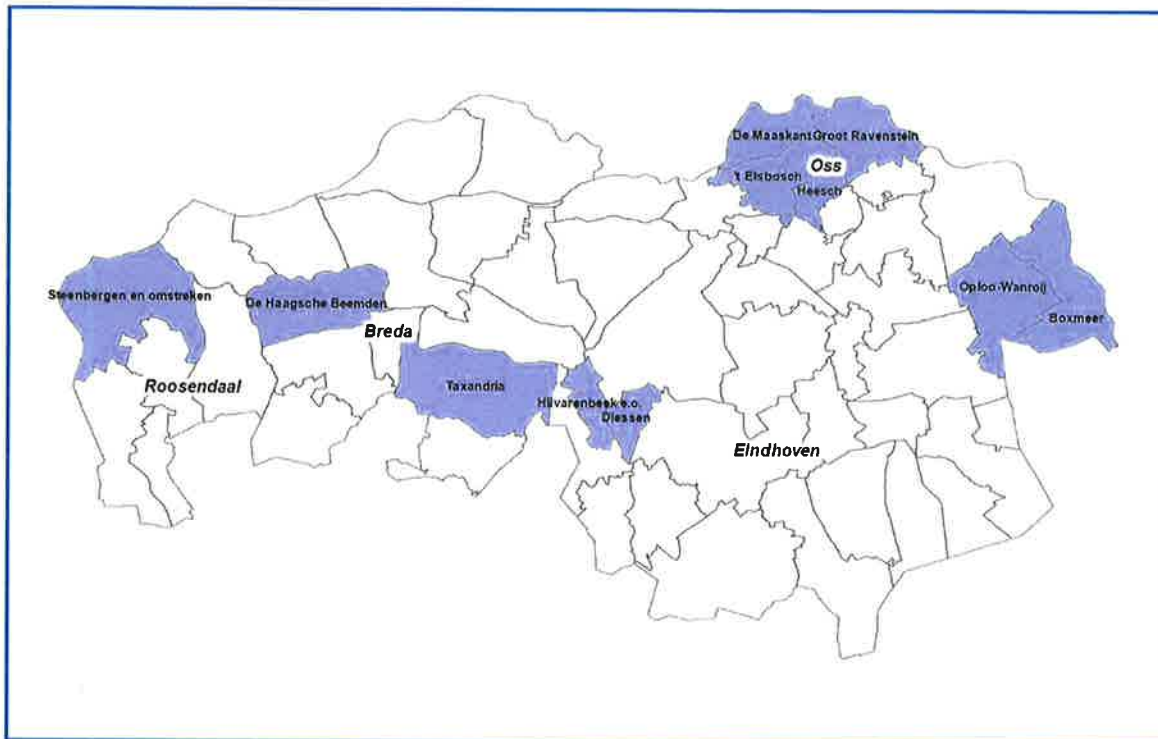 De Maaskant Groot Ravenstein
Oss
't Elsbosch
Heesch
Steenbergen en omstreken
De Haagsche Beemden
Oploo-Wanroij
Boxmeer
Breda
Roosendaal
Taxandria
Hilvarenbeek e.o.
Diessen
Eindhoven